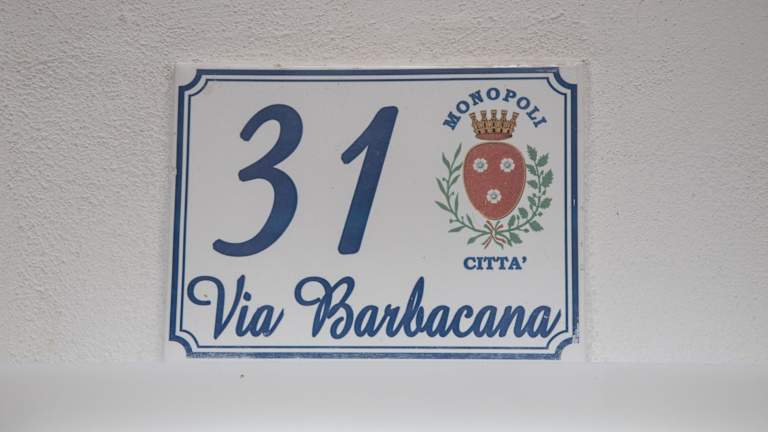 31
MONOPOLI
CITTA'
Via Barbacana